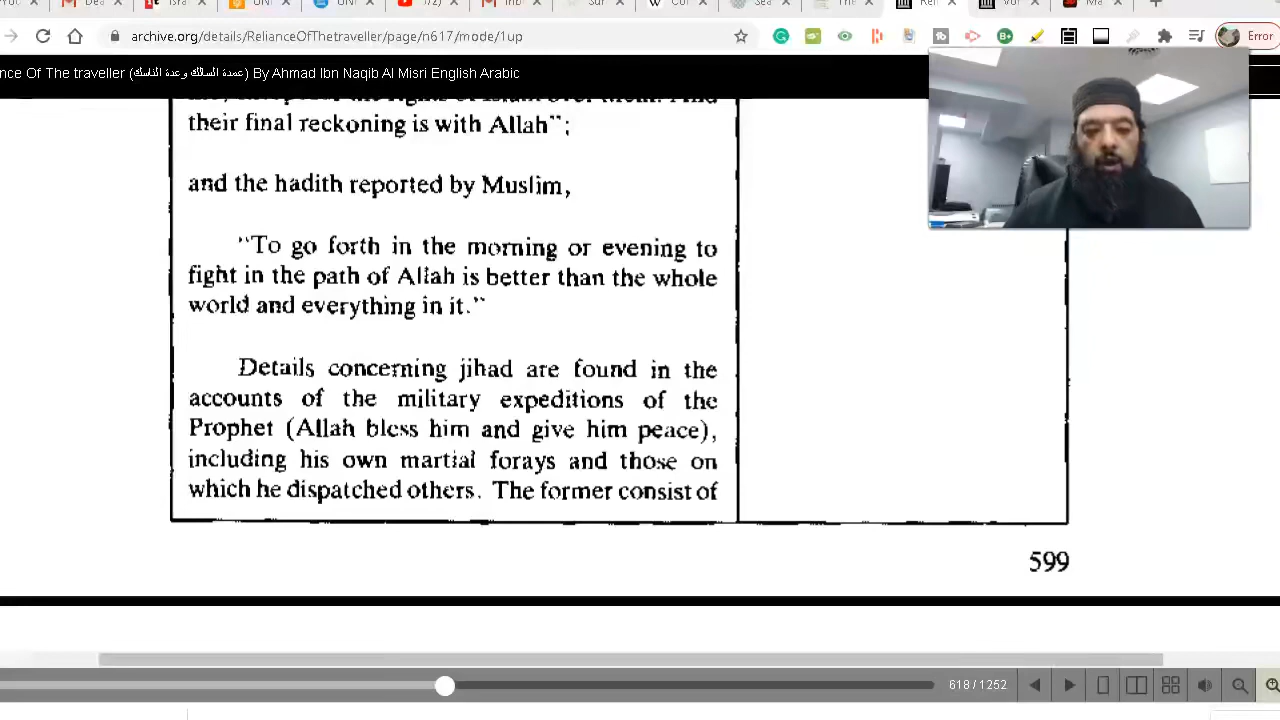 archive.org/details/RelianceOfThetraveller/page/n617/mode/1up
Error
nce Of The traveller (عمدة السالك وعدة الناسك) By Ahmad Ibn Naqib Al Misri English Arabic
their final reckoning is with Allah";
and the hadith reported by Muslim,
"To go forth in the morning or evening to
fight in the path of Allah is better than the whole
world and everything in it."
Details concerning jihad are found in the
accounts of the military expeditions of the
Prophet (Allah bless him and give him peace),
including his own martial forays and those on
which he dispatched others. The former consist of
599
618 / 1252